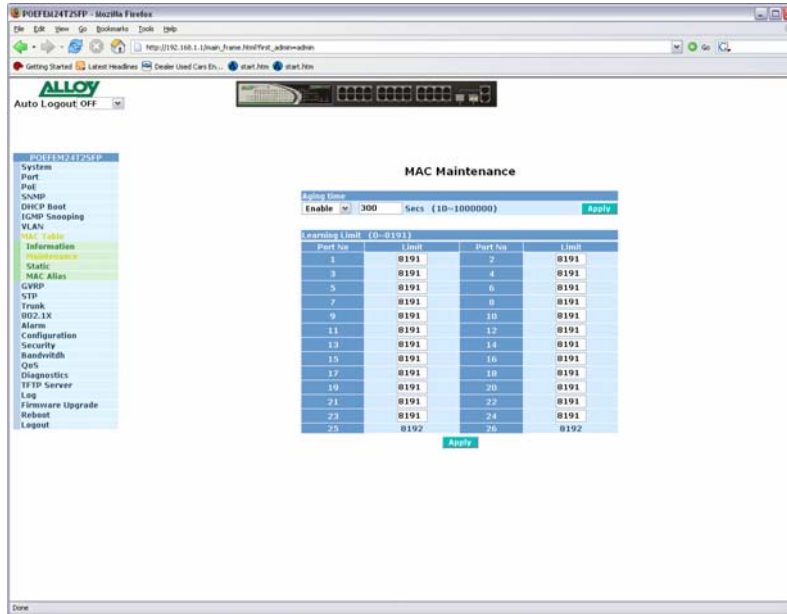 POEFEM24T2SFP - Mozilla Firefox
File Edit View Go Bookmarks Tools Help
http://192.168.1.1/main_frame.html?first_admin=admin
Go
Getting Started Latest Headlines Dealer Used Cars En... start.htm start.htm
ALLOY
Auto Logout OFF
POEFEM24T2SFP
System
Port
PoE
SNMP
DHCP Boot
IGMP Snooping
VLAN
MAC Table
Information
Maintenance
Static
MAC Alias
GVRP
STP
Trunk
802.1X
Alarm
Configuration
Security
Bandwitdh
QoS
Diagnostics
TFTP Server
Log
Firmware Upgrade
Reboot
Logout
MAC Maintenance
Aging time
Enable 300 Secs (10~1000000) Apply
Learning Limit (0~8191)
Port No Limit Port No Limit
1 8191 2 8191
3 8191 4 8191
5 8191 6 8191
7 8191 8 8191
9 8191 10 8191
11 8191 12 8191
13 8191 14 8191
15 8191 16 8191
17 8191 18 8191
19 8191 20 8191
21 8191 22 8191
23 8191 24 8191
25 8192 26 8192
Apply
Done